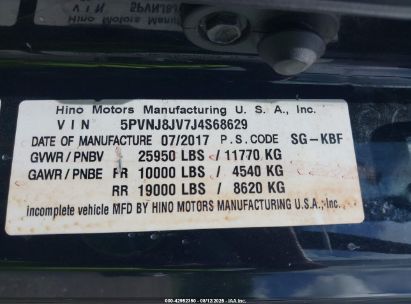 Hino Motors Manufacturing U. S. A., Inc.
VIN 5PVNJ8JV7J4S68629
DATE OF MANUFACTURE 07/2017 P.S. CODE SG-KBF
GVWR / PNBV 25950 LBS / 11770 KG
GAWR / PNBE FR 10000 LBS / 4540 KG
RR 19000 LBS / 8620 KG
incomplete vehicle MFD BY HINO MOTORS MANUFACTURING U.S.A., Inc.